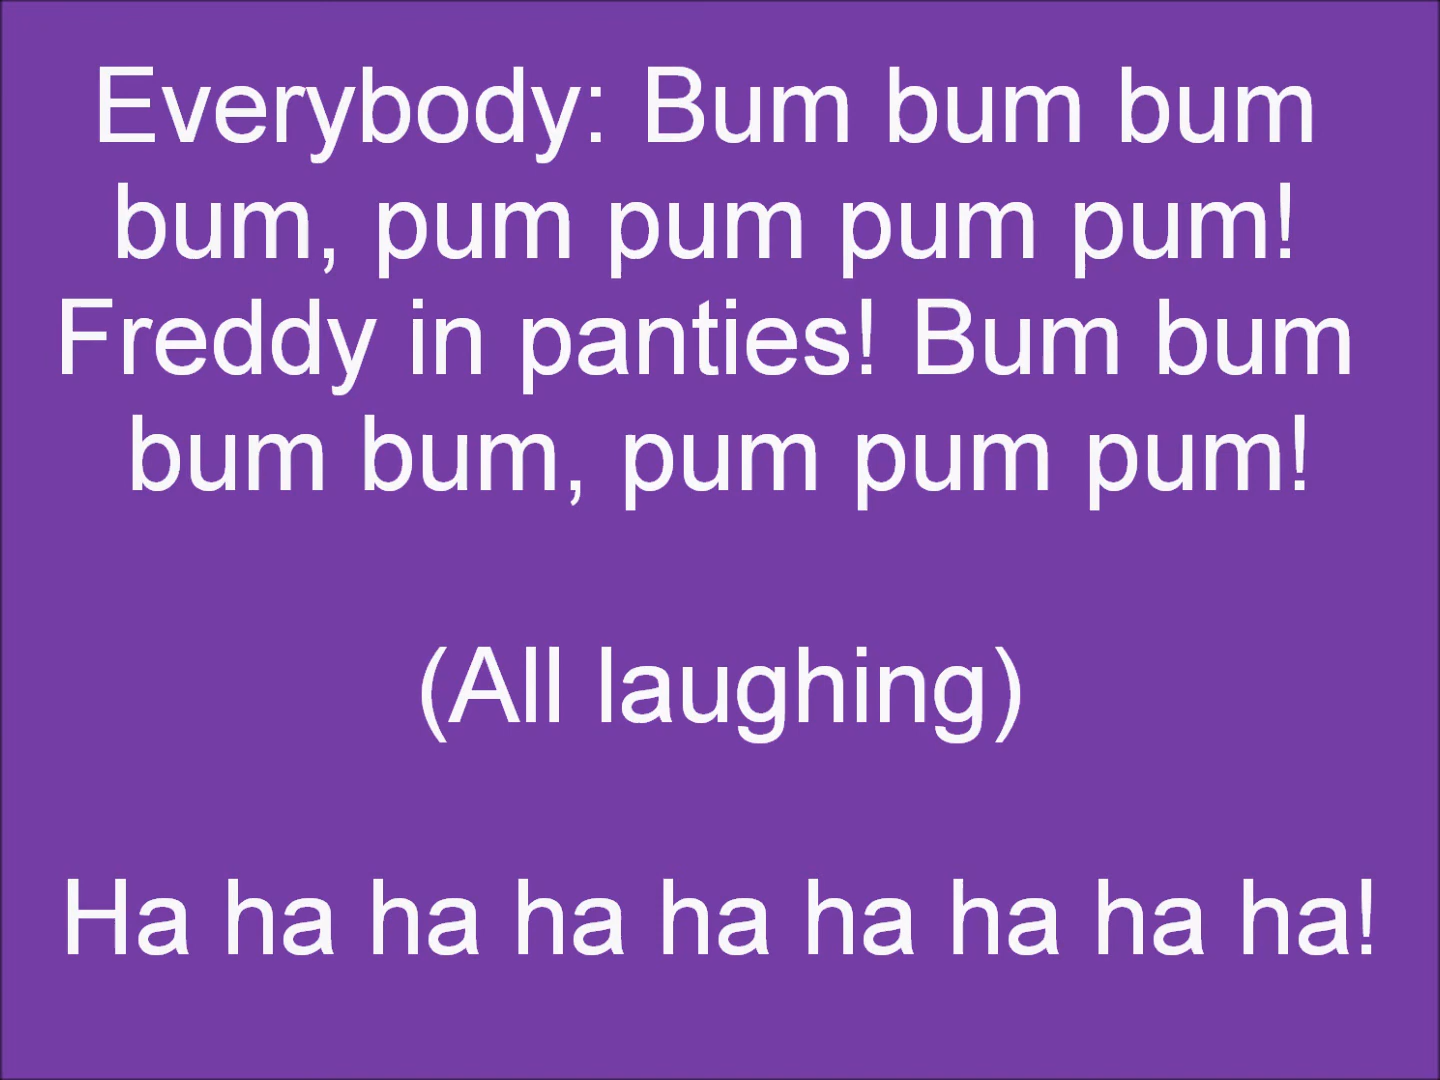 Everybody: Bum bum bum
bum, pum pum pum pum!
Freddy in panties! Bum bum
bum bum, pum pum pum!
(All laughing)
Ha ha ha ha ha ha ha ha ha!